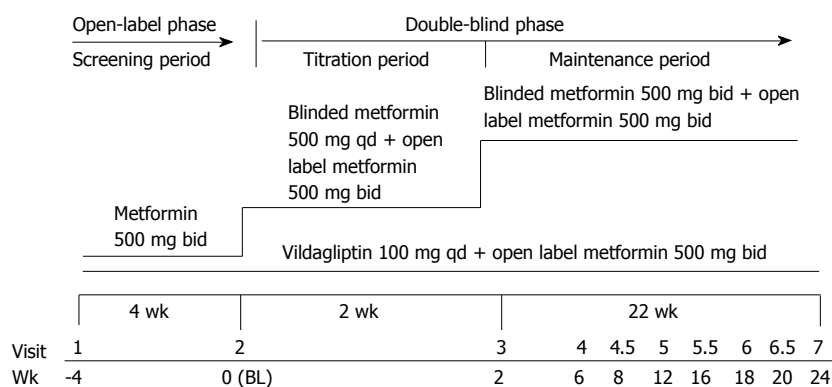 Open-label phase
Double-blind phase
Screening period
Titration period
Maintenance period
Blinded metformin
500 mg qd + open
label metformin
500 mg bid
Blinded metformin 500 mg bid + open
label metformin 500 mg bid
Metformin
500 mg bid
Vildagliptin 100 mg qd + open label metformin 500 mg bid
4 wk 2 wk 22 wk
Visit 1 2 3 4 4.5 5 5.5 6 6.5 7
Wk -4 0 (BL) 2 6 8 12 16 18 20 24